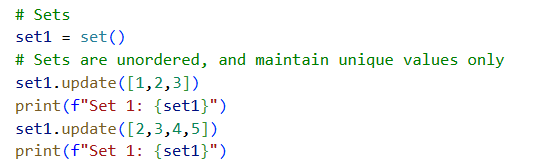 # Sets
set1 = set()
# Sets are unordered, and maintain unique values only
set1.update([1,2,3])
print(f"Set 1: {set1}")
set1.update([2,3,4,5])
print(f"Set 1: {set1}")